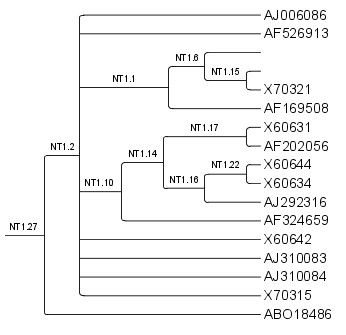 AJ006086
AF526913
NT1.6
NT1.15
NT1.1
X70321
AF169508
NT1.17
X60631
AF202056
NT1.2
NT1.14
NT1.22
X60644
NT1.10
NT1.16
X60634
AJ292316
AF324659
NT1.27
X60642
AJ310083
AJ310084
X70315
ABO18486